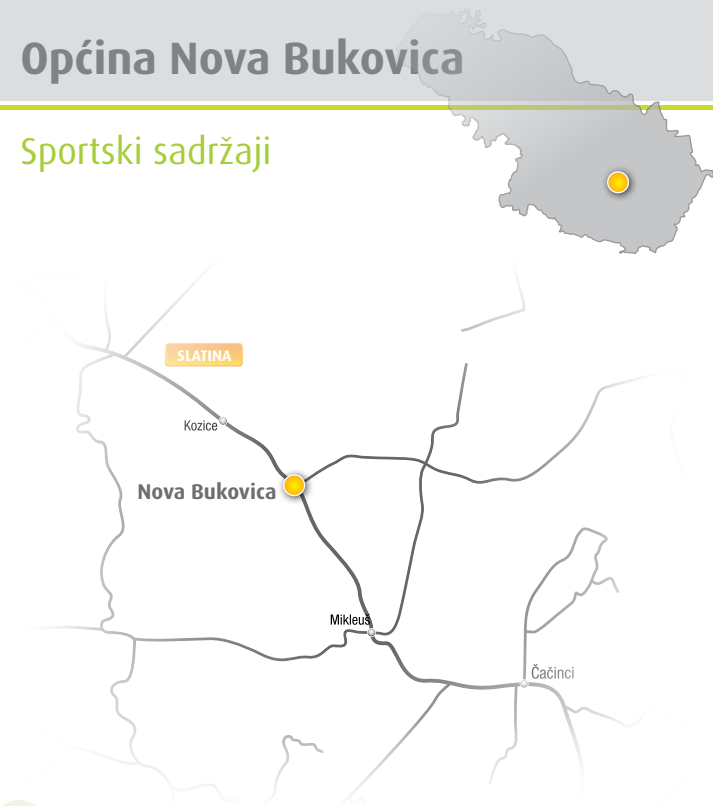 Općina Nova Bukovica
Sportski sadržaji
SLATINA
Kozice
Nova Bukovica
Mikleuš
Čačinci